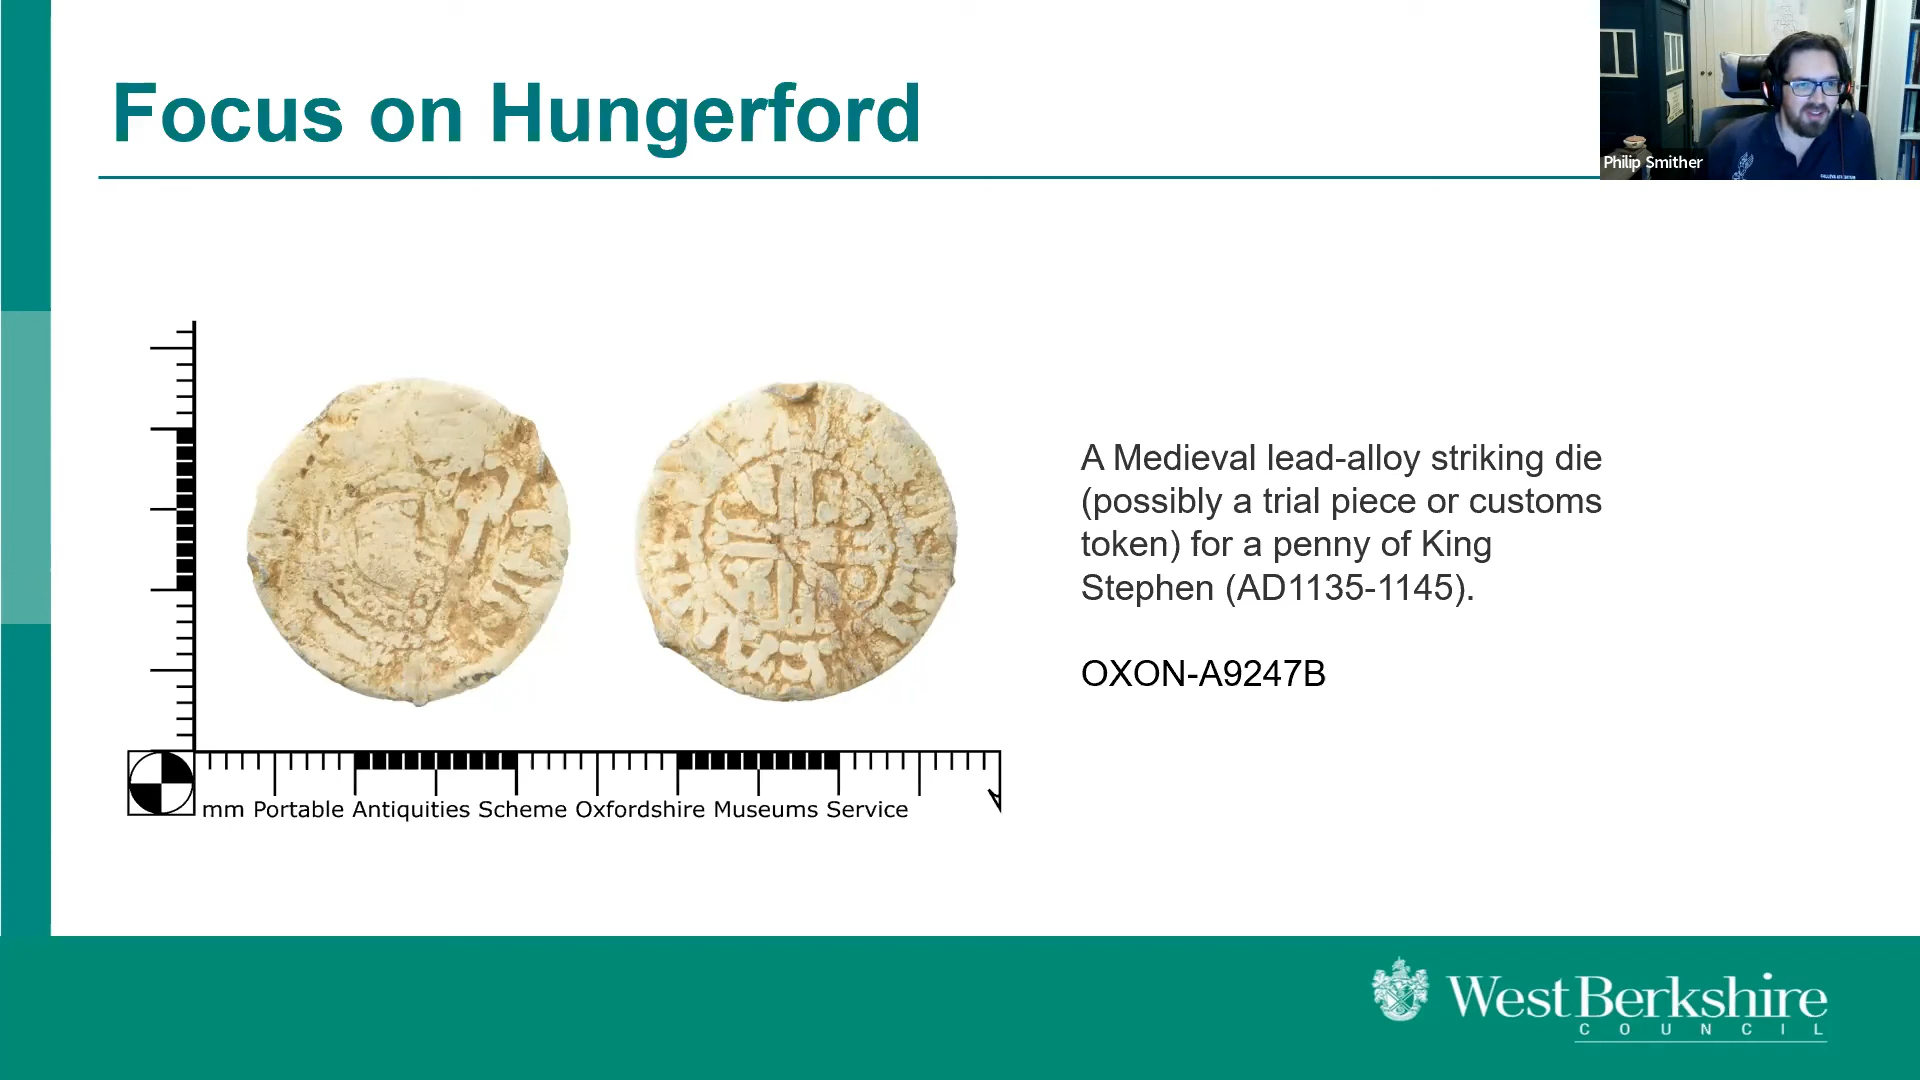 Focus on Hungerford
Philip Smither
A Medieval lead-alloy striking die
(possibly a trial piece or customs
token) for a penny of King
Stephen (AD1135-1145).
OXON-A9247B
mm Portable Antiquities Scheme Oxfordshire Museums Service
West Berkshire
COUNCIL